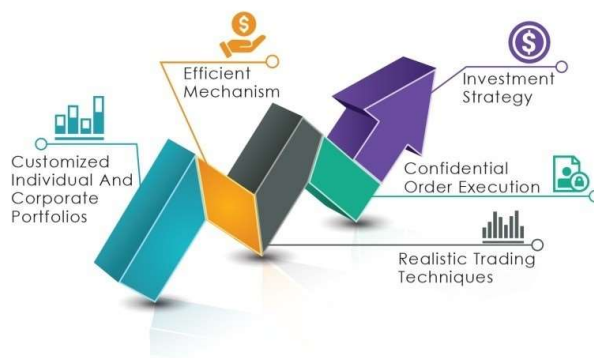 Efficient
Mechanism
Investment
Strategy
Customized
Individual And
Corporate
Portfolios
Confidential
Order Execution
Realistic Trading
Techniques